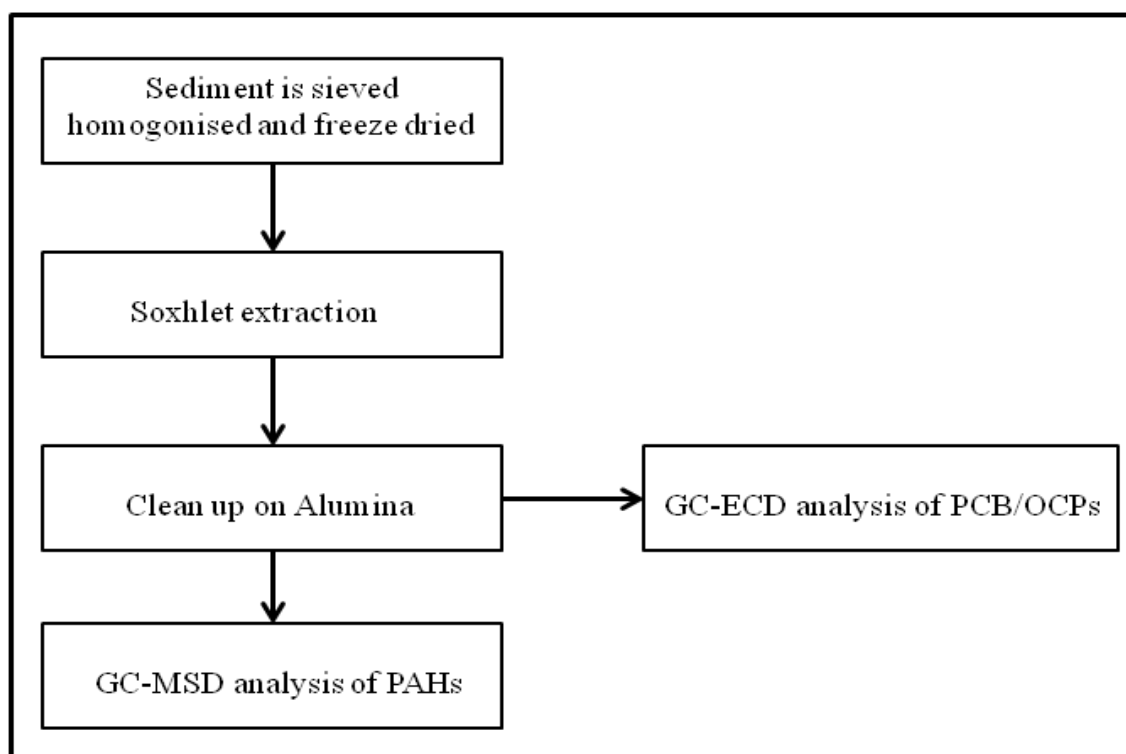 Sediment is sieved
homogonised and freeze dried
Soxhlet extraction
Clean up on Alumina
GC-ECD analysis of PCB/OCPs
GC-MSD analysis of PAHs